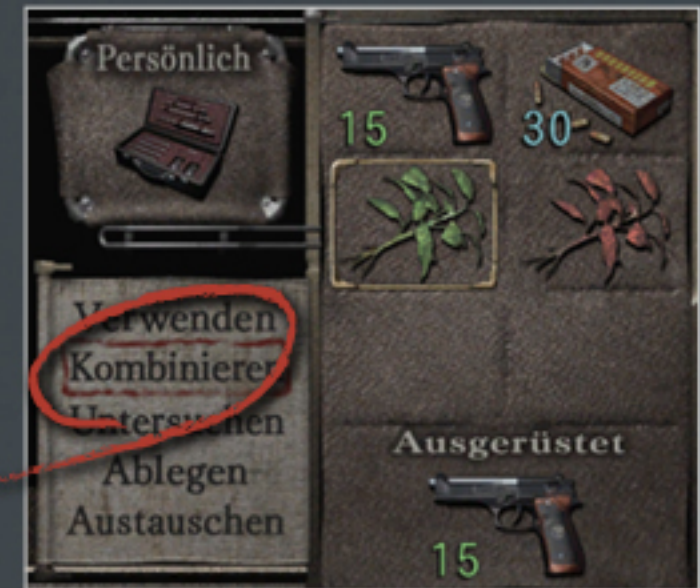 Persönlich
15
30
Verwenden
Kombinieren
Untersuchen
Ablegen
Austauschen
Ausgerüstet
15